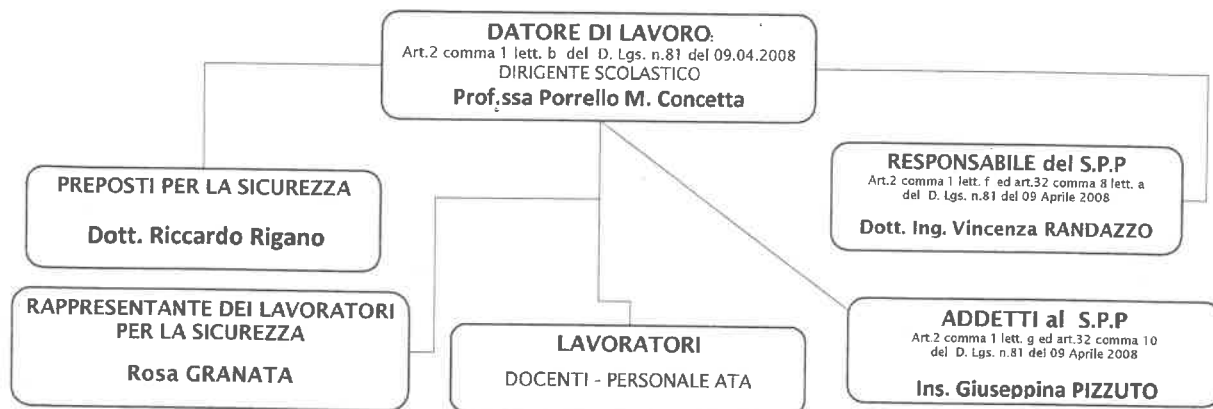 DATORE DI LAVORO:
Art.2 comma 1 lett. b del D. Lgs. n.81 del 09.04.2008
DIRIGENTE SCOLASTICO
Prof.ssa Porrello M. Concetta
PREPOSTI PER LA SICUREZZA
Dott. Riccardo Rigano
RESPONSABILE del S.P.P
Art.2 comma 1 lett. f ed art.32 comma 8 lett. a
del D. Lgs. n.81 del 09 Aprile 2008
Dott. Ing. Vincenza RANDAZZO
RAPPRESENTANTE DEI LAVORATORI
PER LA SICUREZZA
Rosa GRANATA
LAVORATORI
DOCENTI - PERSONALE ATA
ADDETTI al S.P.P
Art.2 comma 1 lett. g ed art.32 comma 10
del D. Lgs. n.81 del 09 Aprile 2008
Ins. Giuseppina PIZZUTO